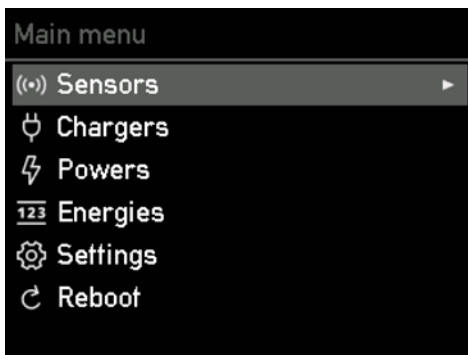 Main menu
Sensors
Chargers
Powers
123 Energies
Settings
Reboot